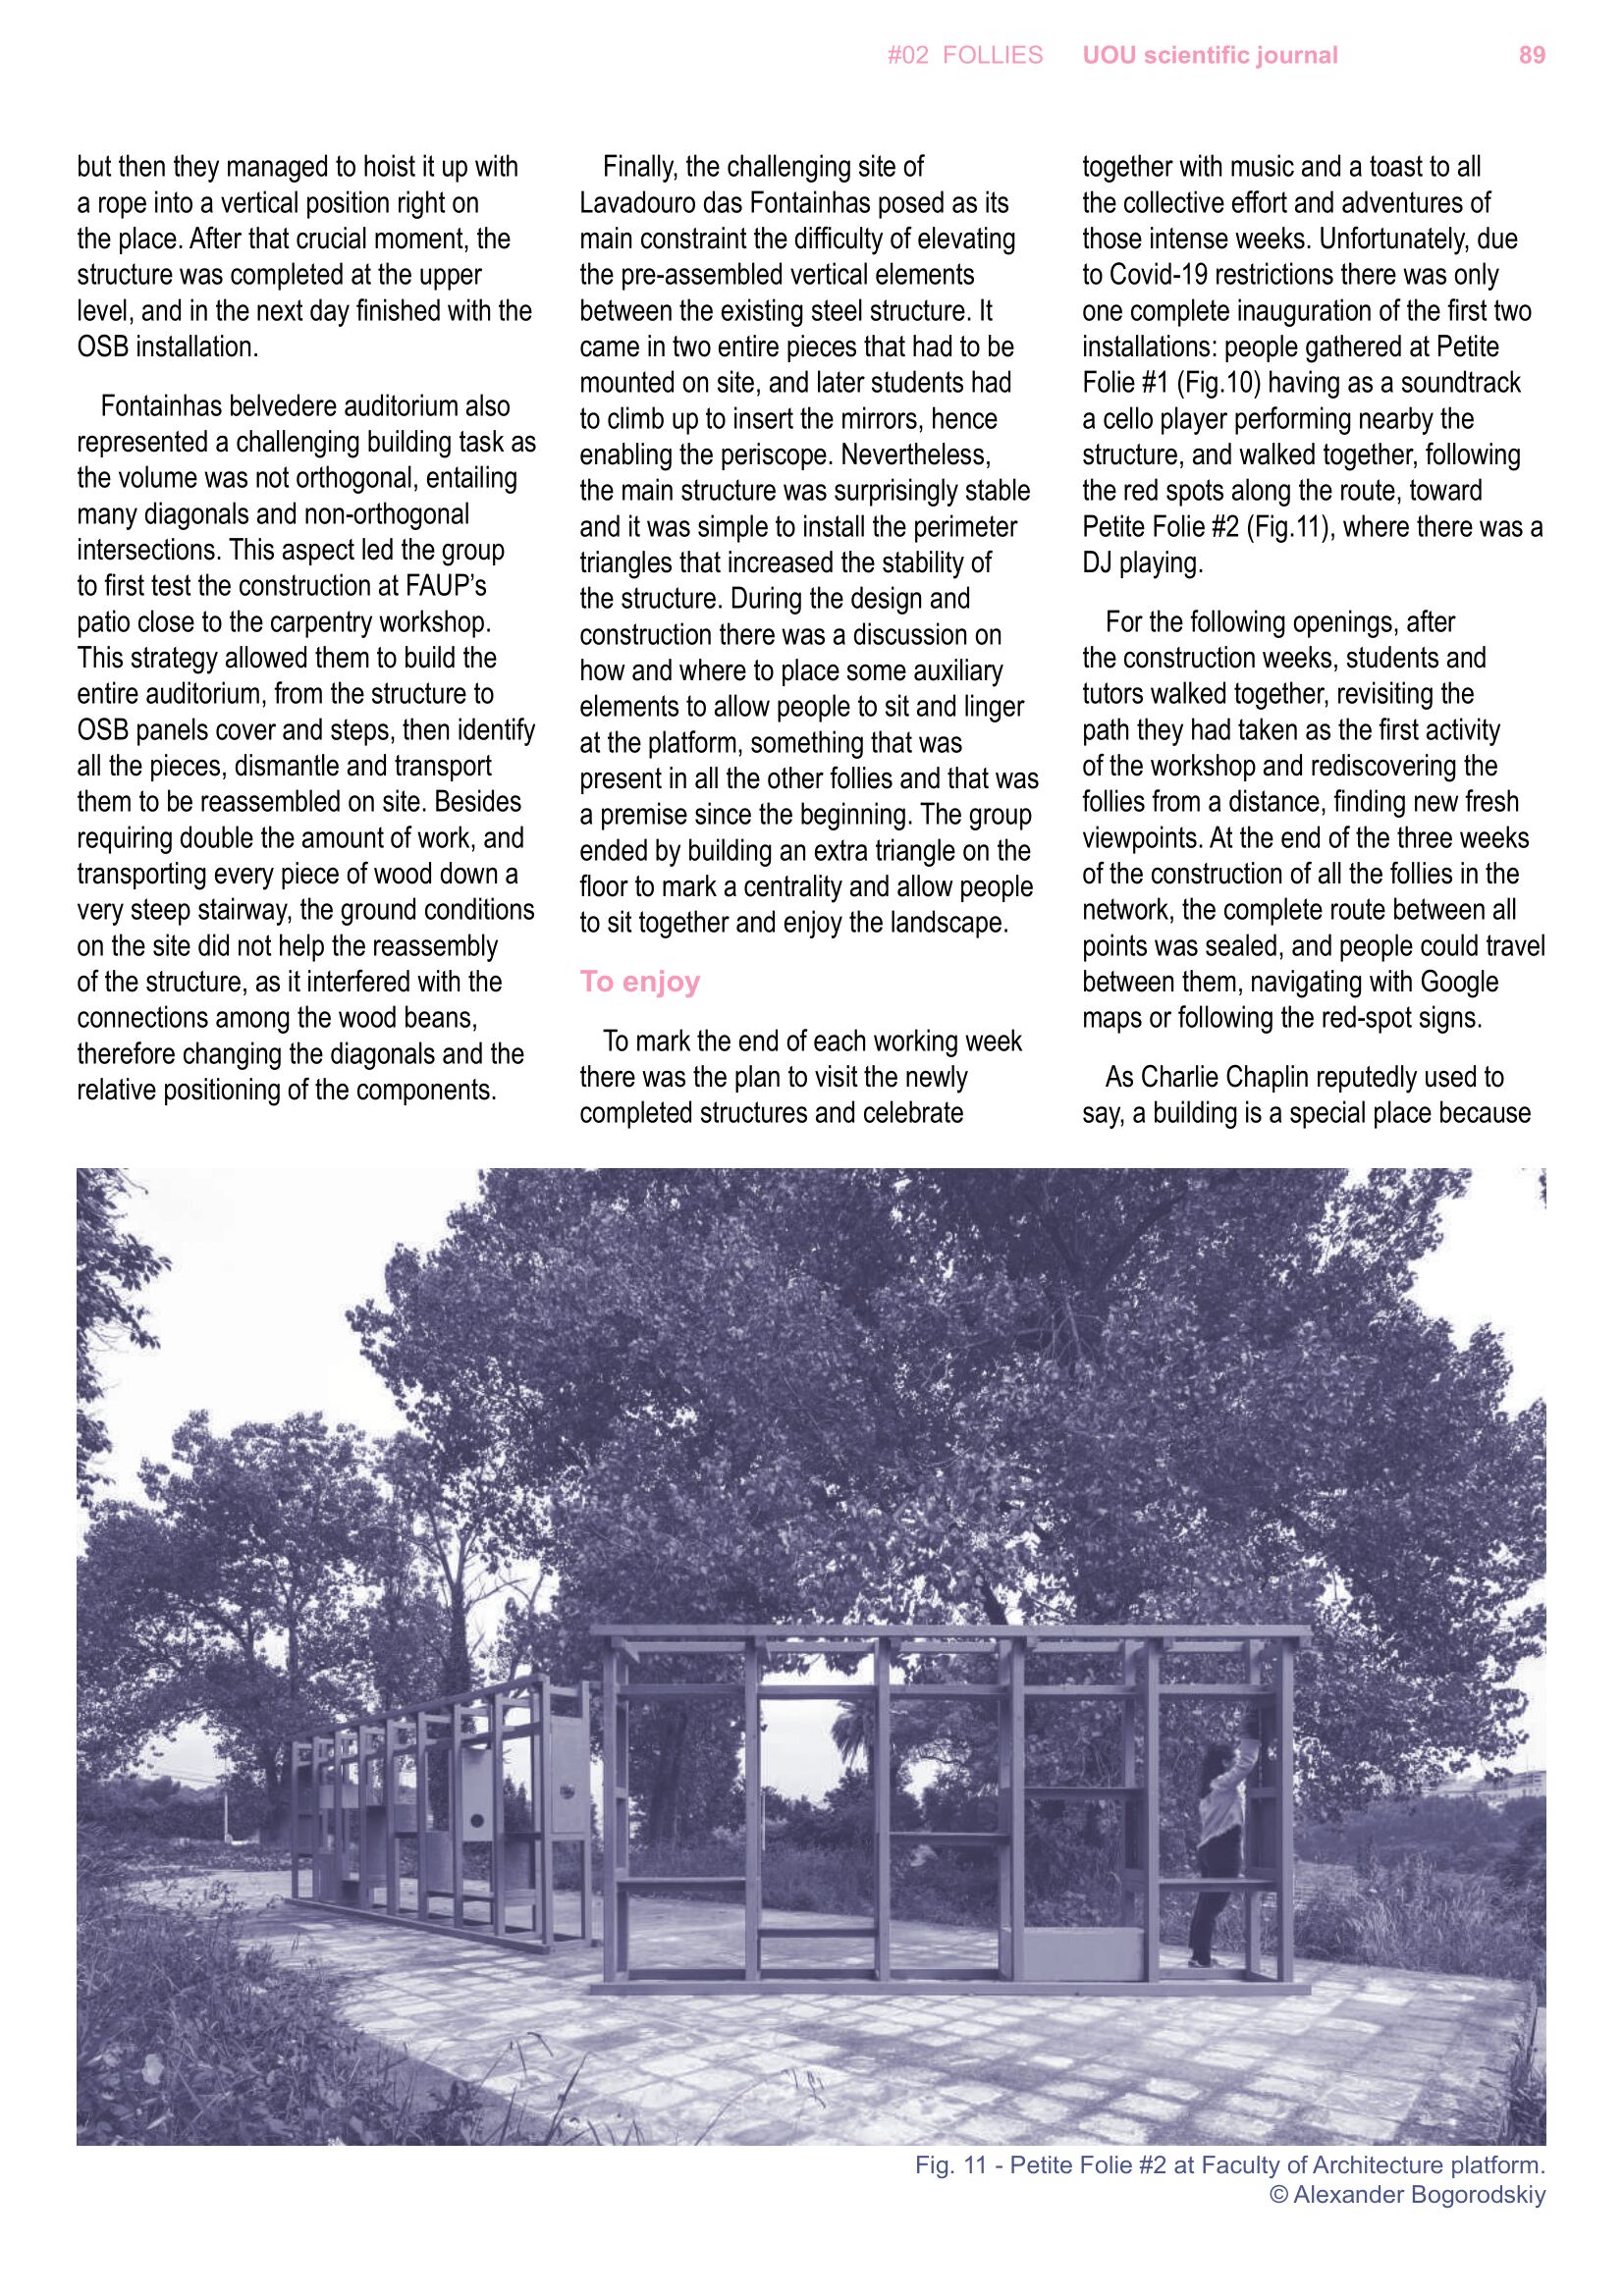 #02 FOLLIES UOU scientific journal 89
but then they managed to hoist it up with
a rope into a vertical position right on
the place. After that crucial moment, the
structure was completed at the upper
level, and in the next day finished with the
OSB installation.
Fontainhas belvedere auditorium also
represented a challenging building task as
the volume was not orthogonal, entailing
many diagonals and non-orthogonal
intersections. This aspect led the group
to first test the construction at FAUP’s
patio close to the carpentry workshop.
This strategy allowed them to build the
entire auditorium, from the structure to
OSB panels cover and steps, then identify
all the pieces, dismantle and transport
them to be reassembled on site. Besides
requiring double the amount of work, and
transporting every piece of wood down a
very steep stairway, the ground conditions
on the site did not help the reassembly
of the structure, as it interfered with the
connections among the wood beans,
therefore changing the diagonals and the
relative positioning of the components.
Finally, the challenging site of
Lavadouro das Fontainhas posed as its
main constraint the difficulty of elevating
the pre-assembled vertical elements
between the existing steel structure. It
came in two entire pieces that had to be
mounted on site, and later students had
to climb up to insert the mirrors, hence
enabling the periscope. Nevertheless,
the main structure was surprisingly stable
and it was simple to install the perimeter
triangles that increased the stability of
the structure. During the design and
construction there was a discussion on
how and where to place some auxiliary
elements to allow people to sit and linger
at the platform, something that was
present in all the other follies and that was
a premise since the beginning. The group
ended by building an extra triangle on the
floor to mark a centrality and allow people
to sit together and enjoy the landscape.
To enjoy
To mark the end of each working week
there was the plan to visit the newly
completed structures and celebrate
together with music and a toast to all
the collective effort and adventures of
those intense weeks. Unfortunately, due
to Covid-19 restrictions there was only
one complete inauguration of the first two
installations: people gathered at Petite
Folie #1 (Fig.10) having as a soundtrack
a cello player performing nearby the
structure, and walked together, following
the red spots along the route, toward
Petite Folie #2 (Fig.11), where there was a
DJ playing.
For the following openings, after
the construction weeks, students and
tutors walked together, revisiting the
path they had taken as the first activity
of the workshop and rediscovering the
follies from a distance, finding new fresh
viewpoints. At the end of the three weeks
of the construction of all the follies in the
network, the complete route between all
points was sealed, and people could travel
between them, navigating with Google
maps or following the red-spot signs.
As Charlie Chaplin reputedly used to
say, a building is a special place because
Fig. 11 - Petite Folie #2 at Faculty of Architecture platform.
© Alexander Bogorodskiy